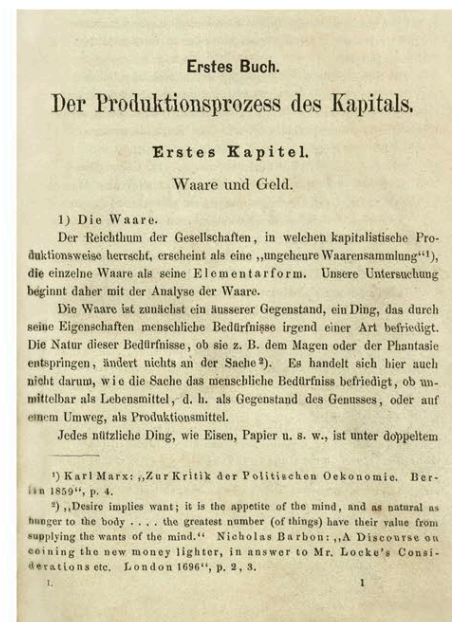 Erstes Buch.
Der Produktionsprozess des Kapitals.
Erstes Kapitel.
Waare und Geld.
1) Die Waare.
Der Reichthum der Gesellschaften, in welchen kapitalistische Pro-
duktionsweise herrscht, erscheint als eine „ungeheure Waarensammlung“¹),
die einzelne Waare als seine Elementarform. Unsere Untersuchung
beginnt daher mit der Analyse der Waare.
Die Waare ist zunächst ein äusserer Gegenstand, ein Ding, das durch
seine Eigenschaften menschliche Bedürfnisse irgend einer Art befriedigt.
Die Natur dieser Bedürfnisse, ob sie z. B. dem Magen oder der Phantasie
entspringen, ändert nichts an der Sache²). Es handelt sich hier auch
nicht darum, wie die Sache das menschliche Bedürfniss befriedigt, ob un-
mittelbar als Lebensmittel, d. h. als Gegenstand des Genusses, oder auf
einem Umweg, als Produktionsmittel.
Jedes nützliche Ding, wie Eisen, Papier u. s. w., ist unter doppeltem
¹) Karl Marx: „Zur Kritik der Politischen Oekonomie. Ber-
lin 1859“, p. 4.
²) „Desire implies want; it is the appetite of the mind, and as natural as
hunger to the body . . . . the greatest number (of things) have their value from
supplying the wants of the mind.“ Nicholas Barbon: „A Discourse on
coining the new money lighter, in answer to Mr. Locke's Consi-
derations etc. London 1696“, p. 2, 3.
I. 1